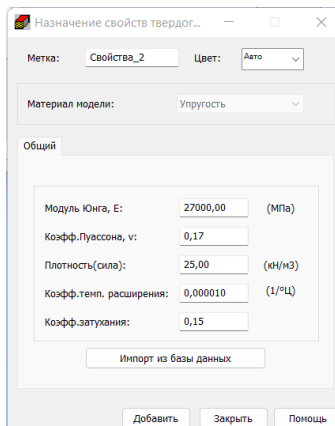 Назначение свойств твердог...
Метка: Свойства_2 Цвет: Авто
Материал модели: Упругость
Общий
Модуль Юнга, E: 27000,00 (МПа)
Коэфф.Пуассона, ν: 0,17
Плотность(сила): 25,00 (кН/м3)
Коэфф.темп. расширения: 0,000010 (1/°Ц)
Коэфф.затухания: 0,15
Импорт из базы данных
Добавить Закрыть Помощь